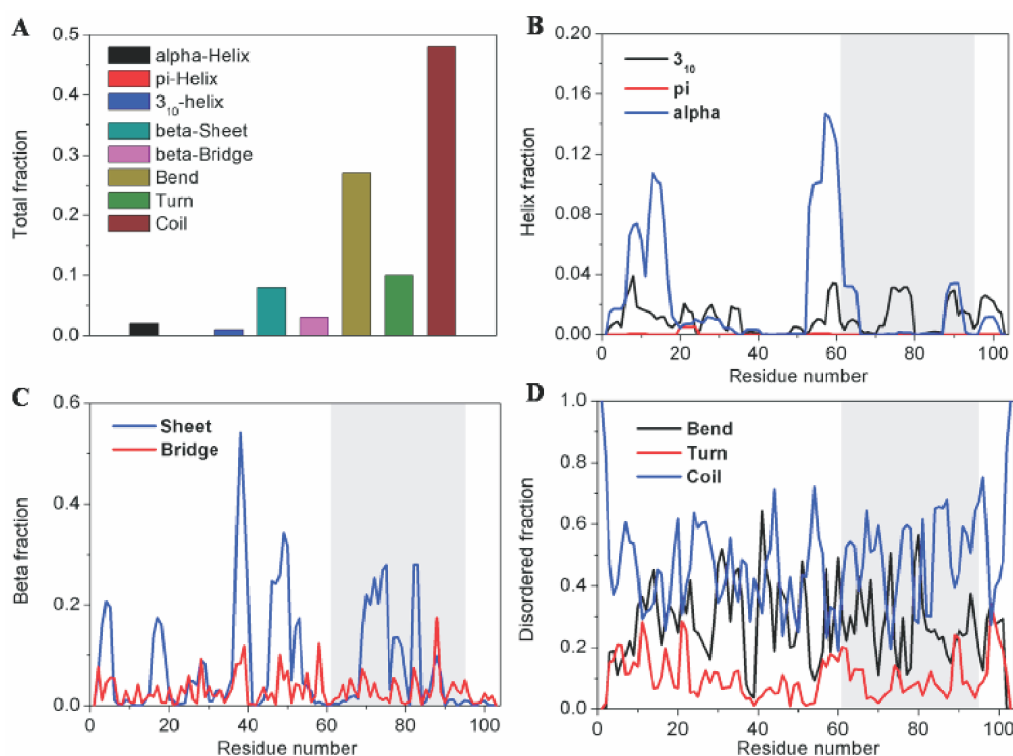 A
Total fraction
0.5
0.4
0.3
0.2
0.1
0.0
alpha-Helix
pi-Helix
3₁₀-helix
beta-Sheet
beta-Bridge
Bend
Turn
Coil
B
Helix fraction
0.20
0.16
0.12
0.08
0.04
0.00
3₁₀
pi
alpha
0 20 40 60 80 100
Residue number
C
Beta fraction
0.6
0.4
0.2
0.0
Sheet
Bridge
0 20 40 60 80 100
Residue number
D
Disordered fraction
1.0
0.8
0.6
0.4
0.2
0.0
Bend
Turn
Coil
0 20 40 60 80 100
Residue number